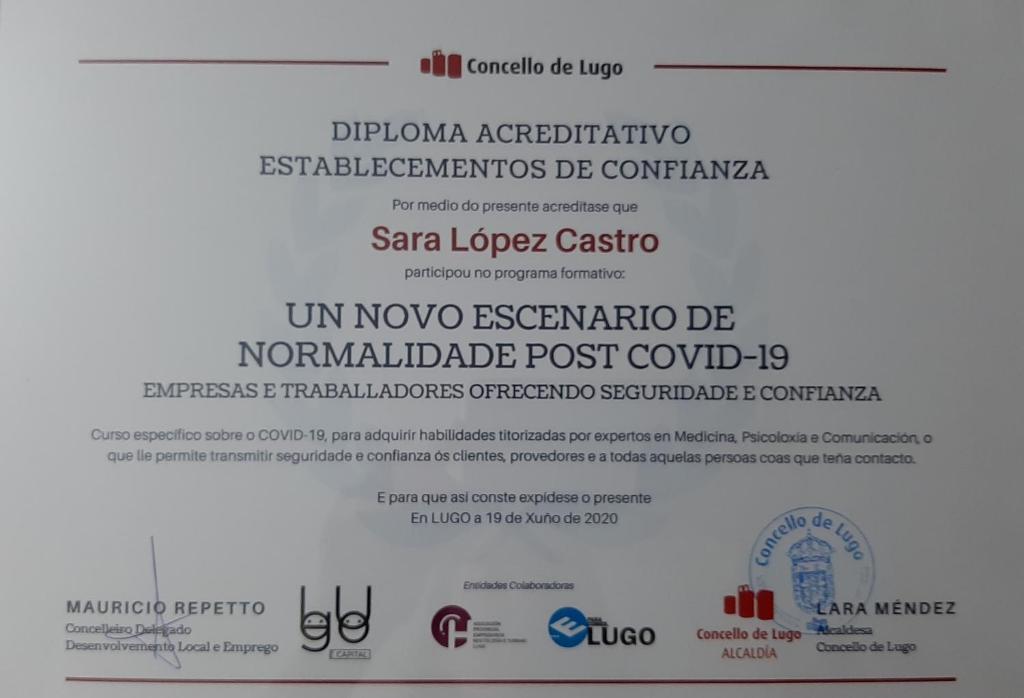 Concello de Lugo
DIPLOMA ACREDITATIVO
ESTABLECEMENTOS DE CONFIANZA
Por medio do presente acredítase que
Sara López Castro
participou no programa formativo:
UN NOVO ESCENARIO DE
NORMALIDADE POST COVID-19
EMPRESAS E TRABALLADORES OFRECENDO SEGURIDADE E CONFIANZA
Curso específico sobre o COVID-19, para adquirir habilidades titorizadas por expertos en Medicina, Psicoloxía e Comunicación, o
que lle permite transmitir seguridade e confianza ós clientes, provedores e a todas aquelas persoas coas que teña contacto.
E para que así conste expídese o presente
En LUGO a 19 de Xuño de 2020
Concello de Lugo
Entidades Colaboradoras
MAURICIO REPETTO
Concelleiro Delegado
Desenvolvemento Local e Emprego
CAPITAL
LUGO
Concello de Lugo
ALCALDÍA
LARA MÉNDEZ
Alcaldesa
Concello de Lugo